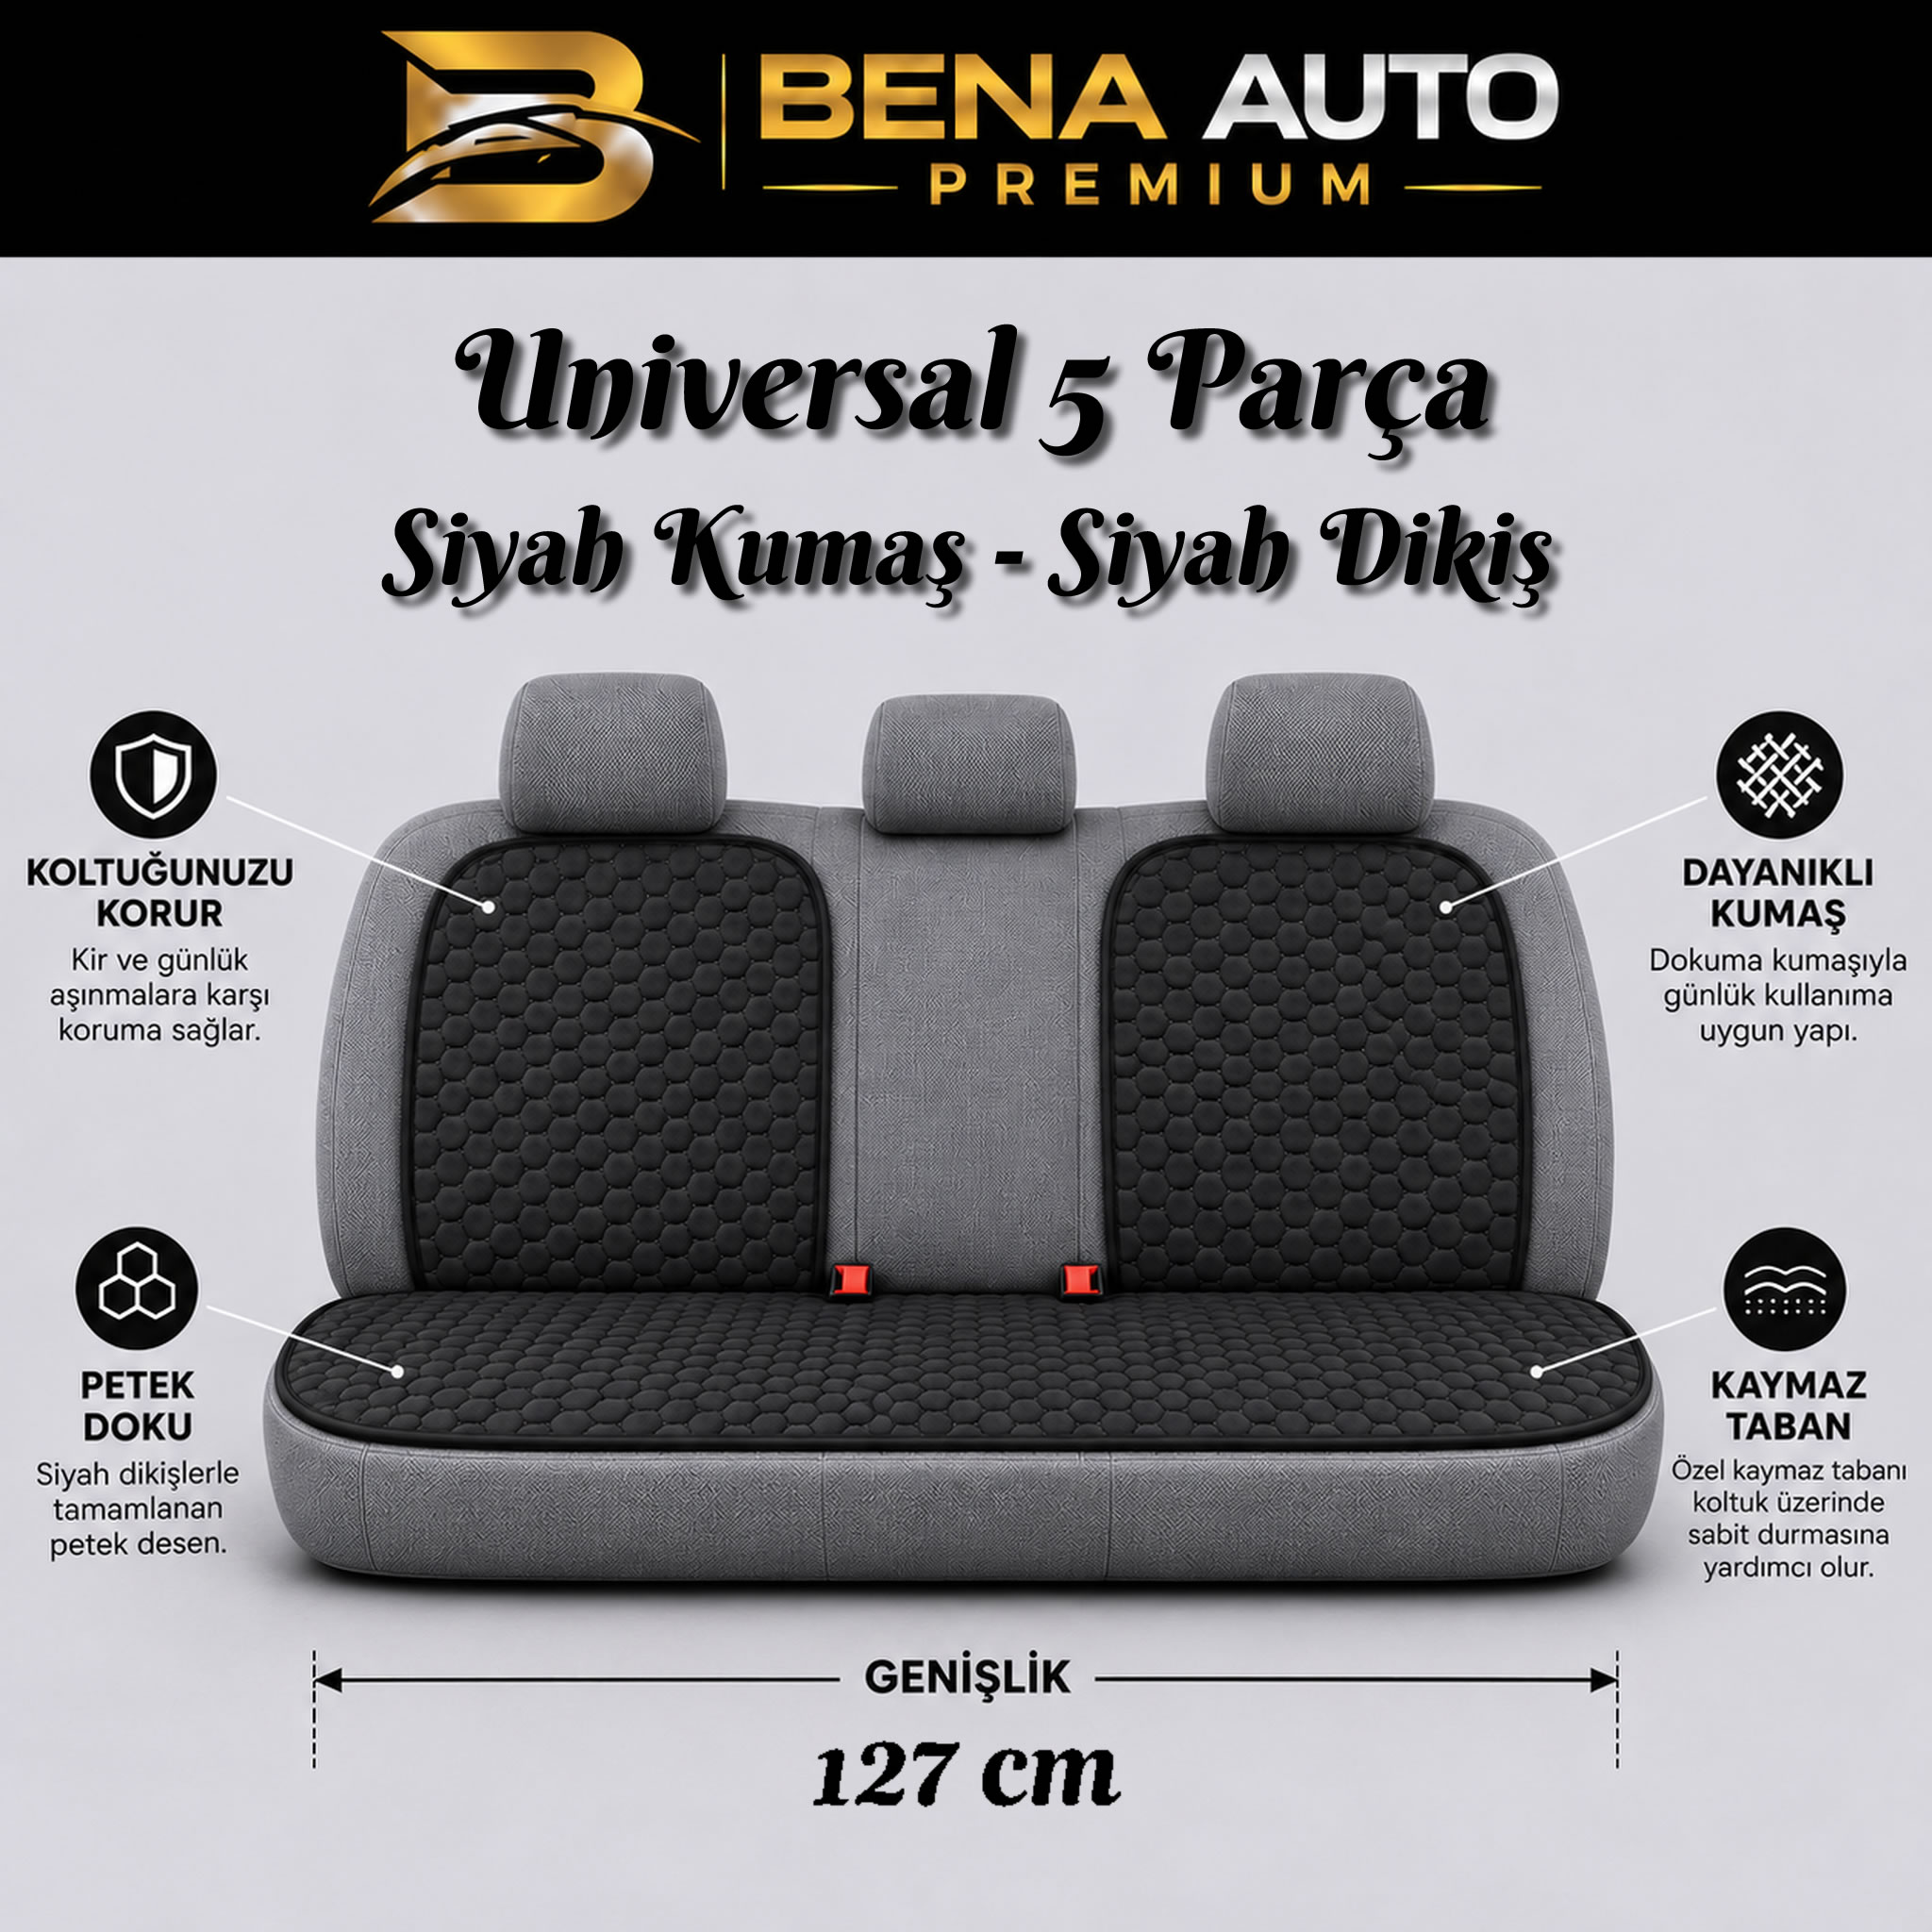 BENA AUTO
PREMIUM
Universal 5 Parça
Siyah Kumaş - Siyah Dikiş
KOLTUĞUNUZU
KORUR
Kir ve günlük
aşınmalara karşı
koruma sağlar.
DAYANIKLI
KUMAŞ
Dokuma kumaşıyla
günlük kullanıma
uygun yapı.
PETEK
DOKU
Siyah dikişlerle
tamamlanan
petek desen.
KAYMAZ
TABAN
Özel kaymaz tabanı
koltuk üzerinde
sabit durmasına
yardımcı olur.
GENİŞLİK
127 cm